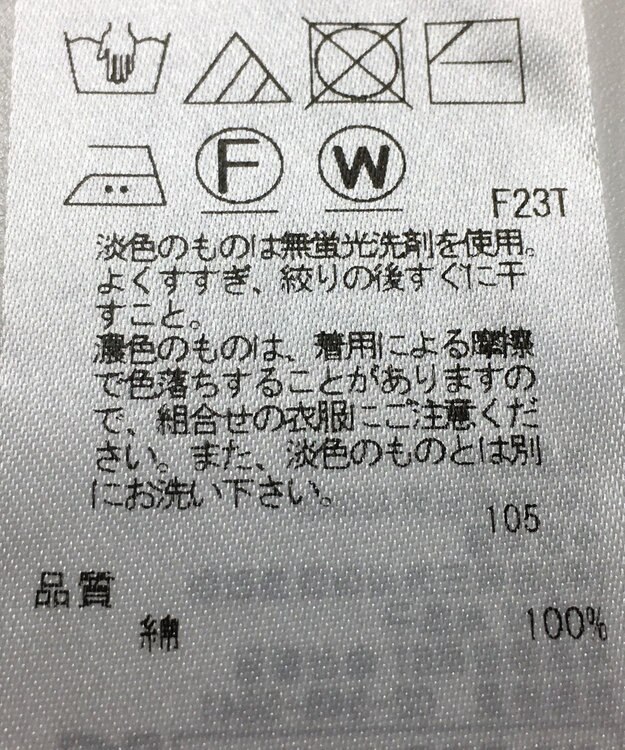 F
W
F23T
淡色のものは無蛍光洗剤を使用。
よくすすぎ、絞りの後すぐに干
すこと。
濃色のものは、着用による摩擦
で色落ちすることがありますの
で、組合せの衣服にご注意くだ
さい。また、淡色のものとは別
にお洗い下さい。
105
品質
綿 100%